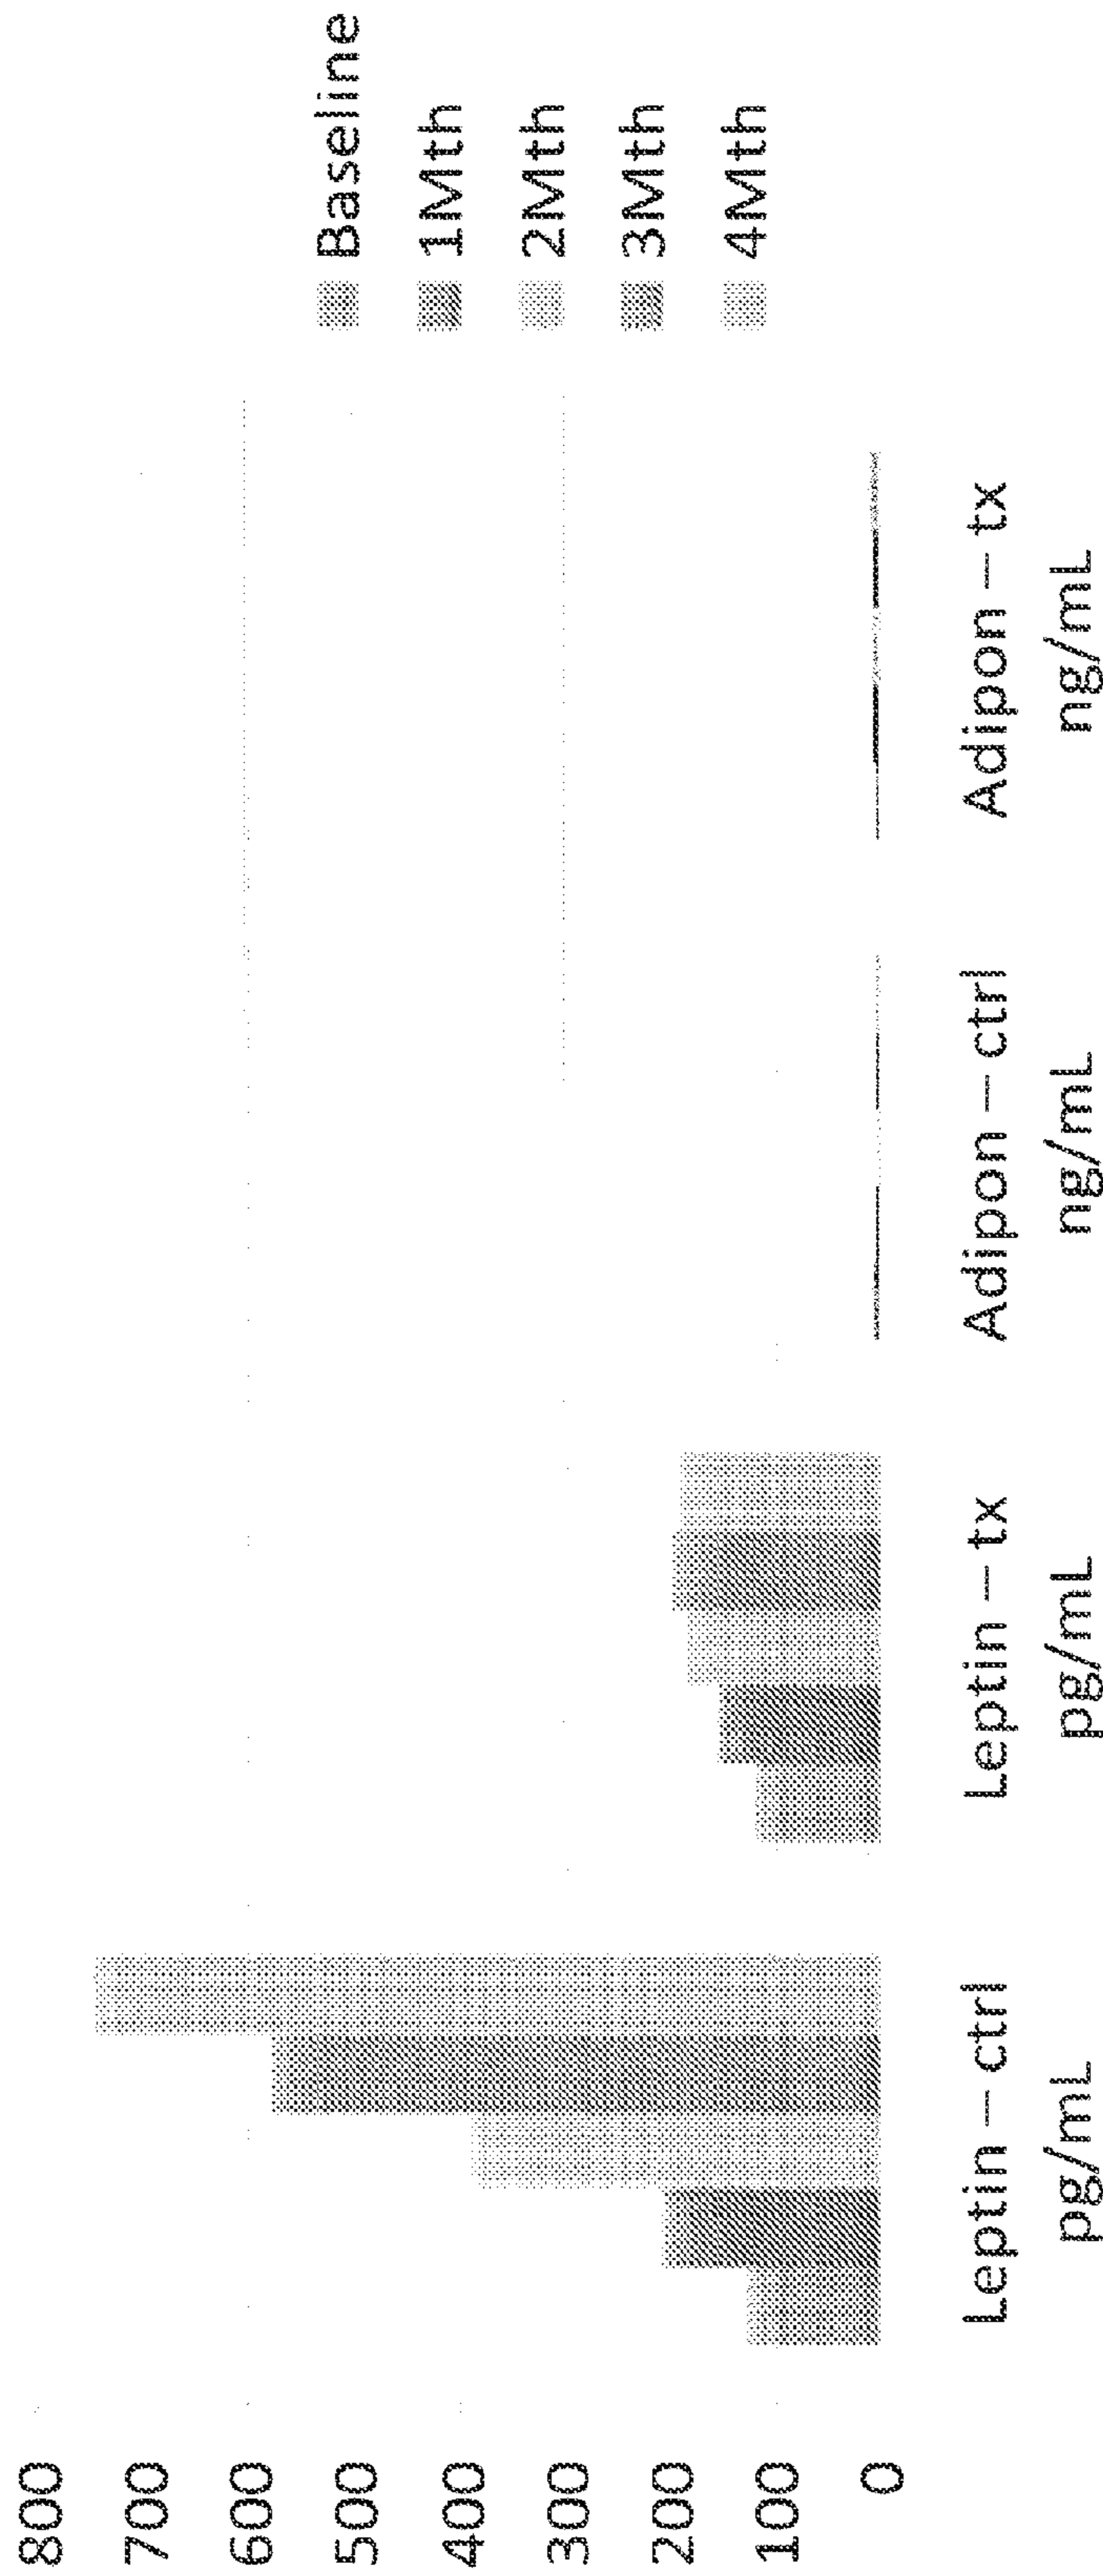 800
700
600
500
400
300
200
100
0
Leptin – ctrl
pg/mL
Leptin – tx
pg/mL
Adipon – ctrl
ng/mL
Adipon – tx
ng/mL
Baseline
1Mth
2Mth
3Mth
4Mth